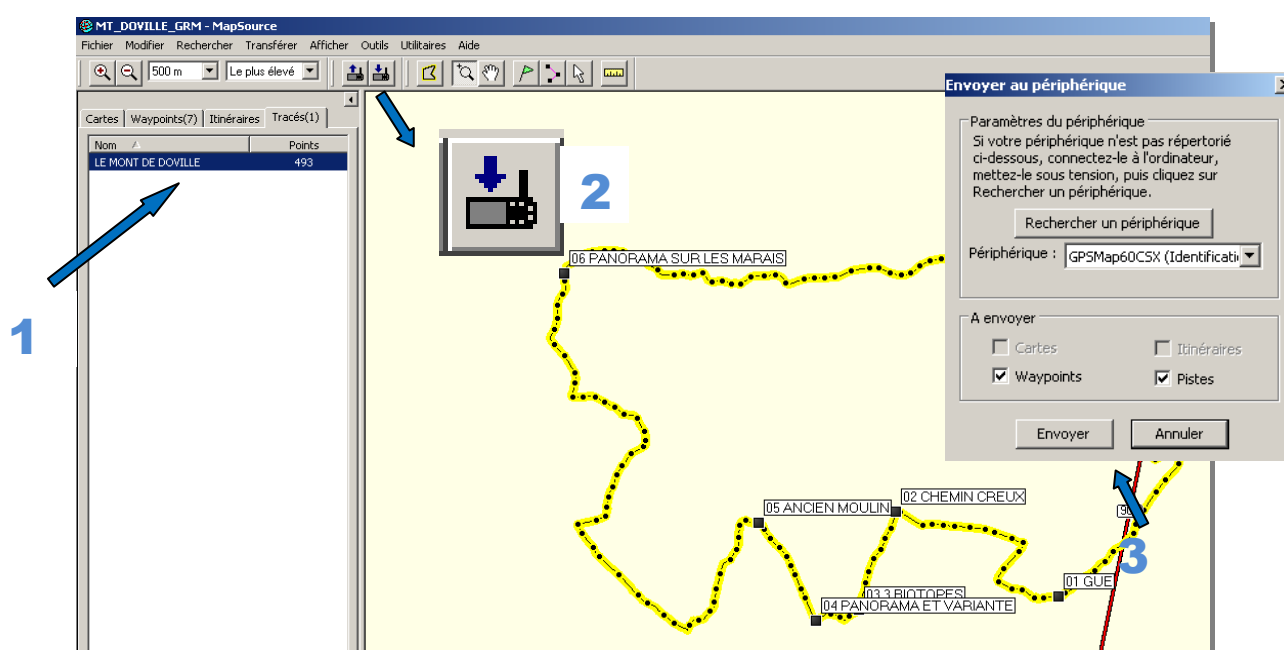 MT_DOVILLE_GRM - MapSource
Fichier Modifier Rechercher Transférer Afficher Outils Utilitaires Aide
500 m Le plus élevé
Cartes Waypoints(7) Itinéraires Tracés(1)
Nom Points
LE MONT DE DOVILLE 493
1
2
06 PANORAMA SUR LES MARAIS
05 ANCIEN MOULIN
02 CHEMIN CREUX
03 3 BIOTOPES
04 PANORAMA ET VARIANTE
01 GUE
Envoyer au périphérique
Paramètres du périphérique
Si votre périphérique n'est pas répertorié
ci-dessous, connectez-le à l'ordinateur,
mettez-le sous tension, puis cliquez sur
Rechercher un périphérique.
Rechercher un périphérique
Périphérique : GPSMap60CSX (Identificati
A envoyer
Cartes Itinéraires
Waypoints Pistes
Envoyer Annuler
3